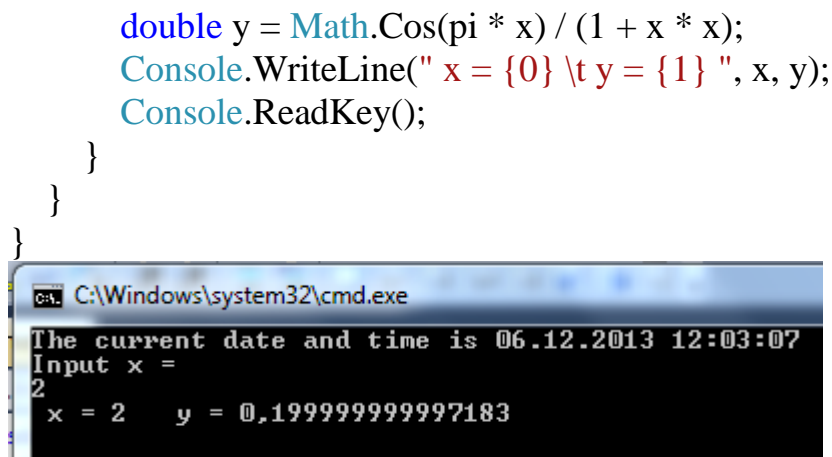 double y = Math.Cos(pi * x) / (1 + x * x);
Console.WriteLine(" x = {0} \t y = {1} ", x, y);
Console.ReadKey();
}
}
}
C:\Windows\system32\cmd.exe
The current date and time is 06.12.2013 12:03:07
Input x =
2
x = 2   y = 0,199999999997183